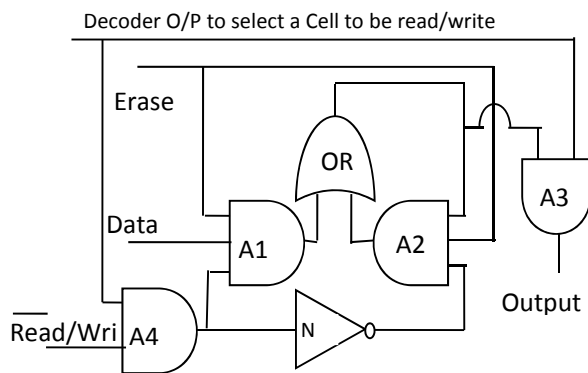 Decoder O/P to select a Cell to be read/write
Erase
OR
A3
Data
A1
A2
Output
Read/Wri
A4
N